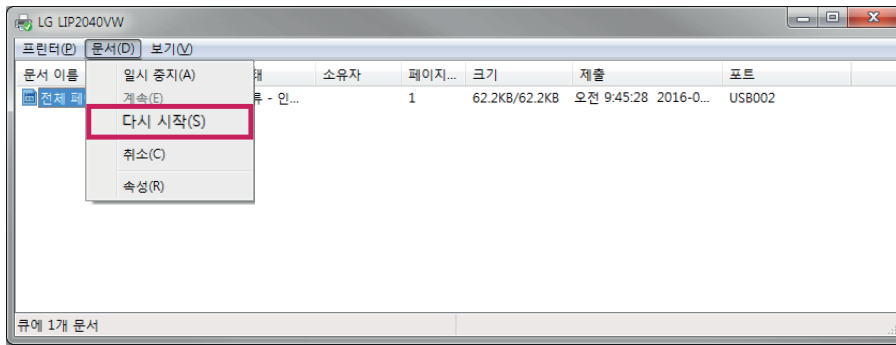 LG LIP2040VW
프린터(P) 문서(D) 보기(V)
문서 이름 소유자 페이지... 크기 제출 포트
전체 1 62.2KB/62.2KB 오전 9:45:28 2016-0... USB002
일시 중지(A)
계속(E)
다시 시작(S)
취소(C)
속성(R)
큐에 1개 문서